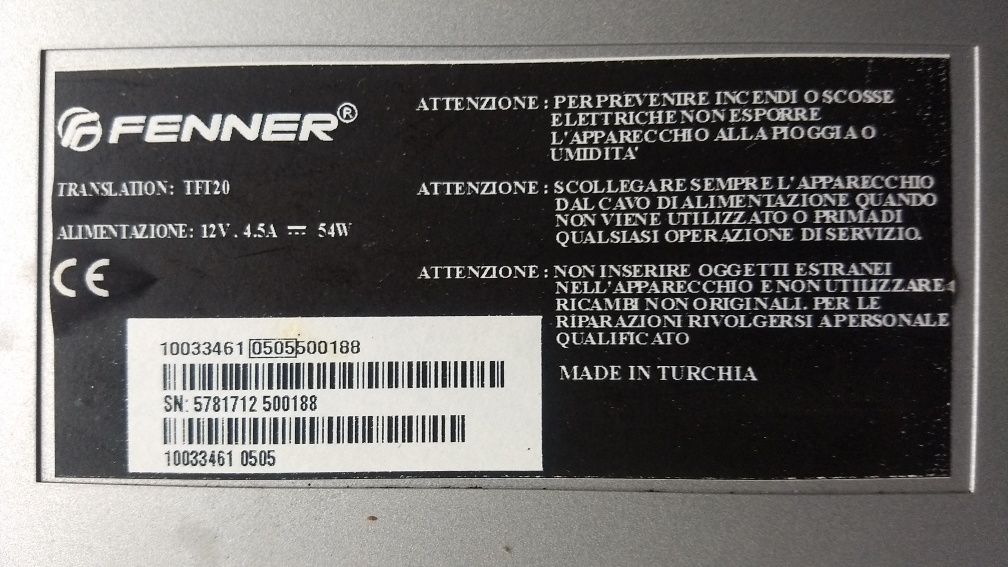 FENNER®
TRANSLATION: TFT20
ALIMENTAZIONE: 12V . 4.5A ⎓ 54W
CE
ATTENZIONE : PER PREVENIRE INCENDI O SCOSSE
ELETTRICHE NON ESPORRE
L'APPARECCHIO ALLA PIOGGIA O
UMIDITA'
ATTENZIONE : SCOLLEGARE SEMPRE L'APPARECCHIO
DAL CAVO DI ALIMENTAZIONE QUANDO
NON VIENE UTILIZZATO O PRIMA DI
QUALSIASI OPERAZIONE DI SERVIZIO.
ATTENZIONE : NON INSERIRE OGGETTI ESTRANEI
NELL'APPARECCHIO E NON UTILIZZARE
RICAMBI NON ORIGINALI. PER LE
RIPARAZIONI RIVOLGERSI A PERSONALE
QUALIFICATO
MADE IN TURCHIA
10033461 0505500188
SN: 5781712 500188
10033461 0505